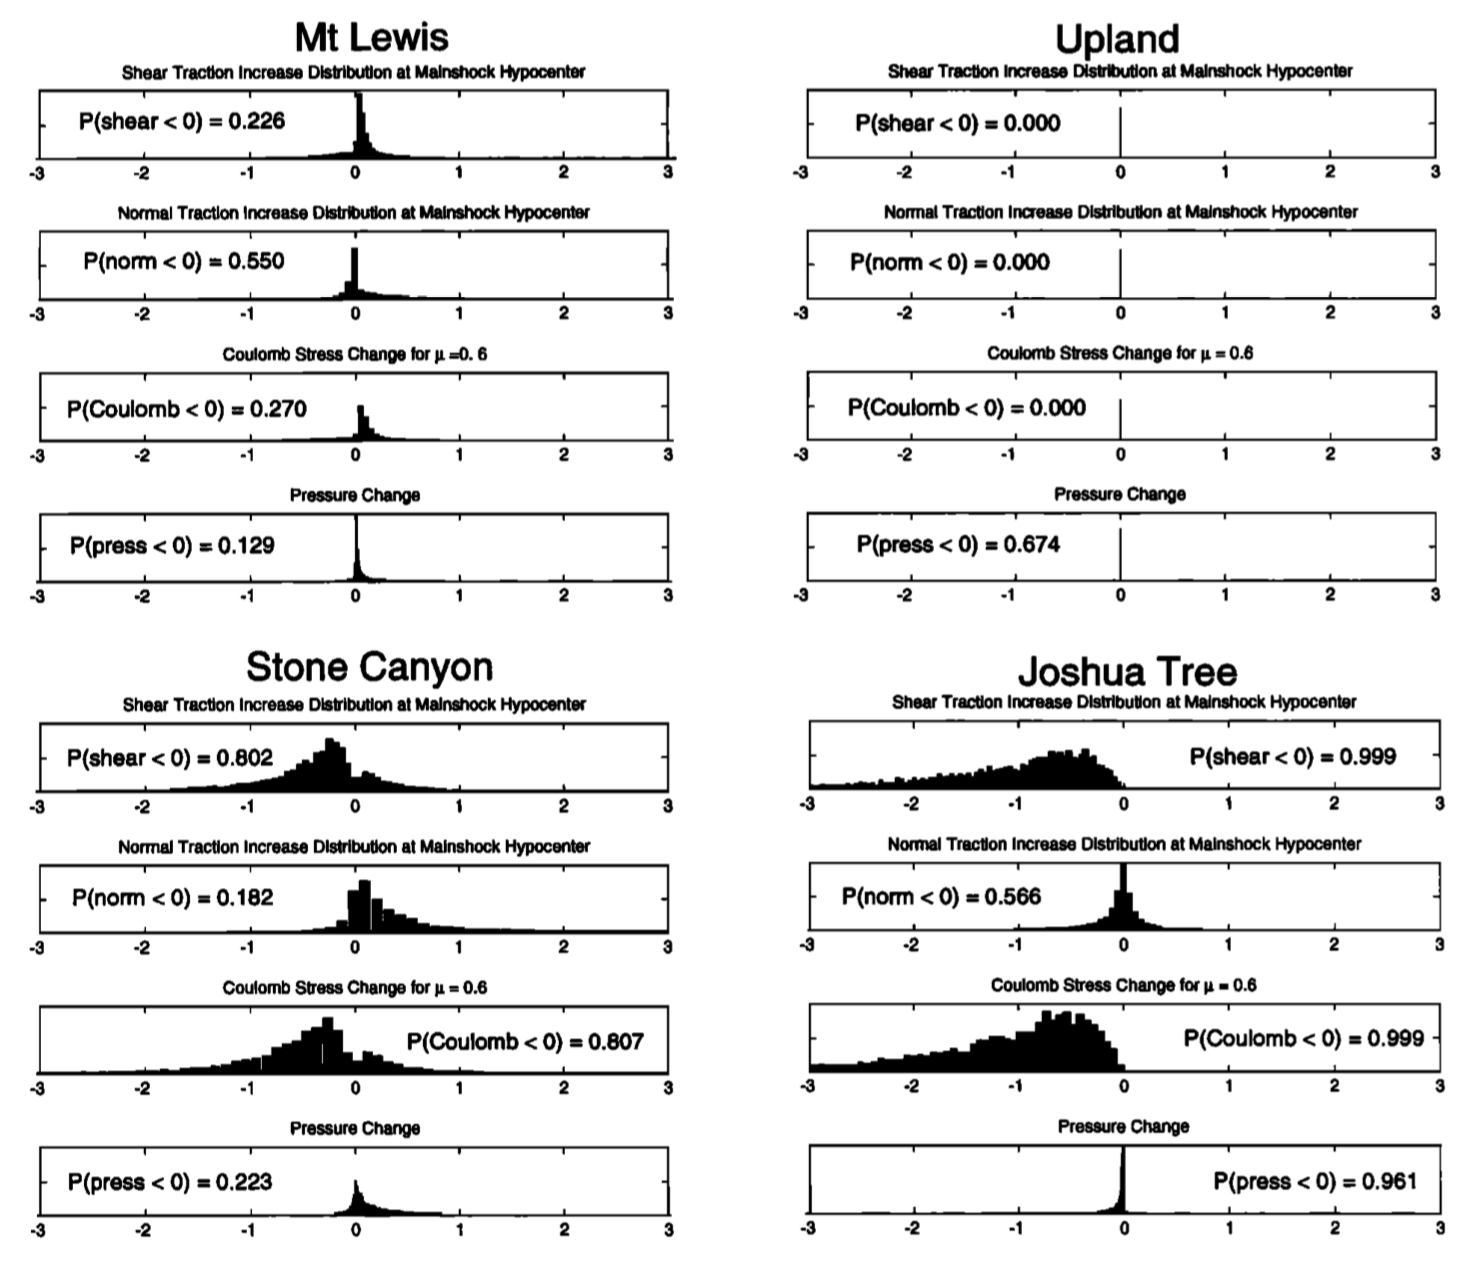 Mt Lewis
Shear Traction Increase Distribution at Mainshock Hypocenter
P(shear < 0) = 0.226
-3 -2 -1 0 1 2 3
Normal Traction Increase Distribution at Mainshock Hypocenter
P(norm < 0) = 0.550
-3 -2 -1 0 1 2 3
Coulomb Stress Change for μ =0. 6
P(Coulomb < 0) = 0.270
-3 -2 -1 0 1 2 3
Pressure Change
P(press < 0) = 0.129
-3 -2 -1 0 1 2 3
Upland
Shear Traction Increase Distribution at Mainshock Hypocenter
P(shear < 0) = 0.000
-3 -2 -1 0 1 2 3
Normal Traction Increase Distribution at Mainshock Hypocenter
P(norm < 0) = 0.000
-3 -2 -1 0 1 2 3
Coulomb Stress Change for μ = 0.6
P(Coulomb < 0) = 0.000
-3 -2 -1 0 1 2 3
Pressure Change
P(press < 0) = 0.674
-3 -2 -1 0 1 2 3
Stone Canyon
Shear Traction Increase Distribution at Mainshock Hypocenter
P(shear < 0) = 0.802
-3 -2 -1 0 1 2 3
Normal Traction Increase Distribution at Mainshock Hypocenter
P(norm < 0) = 0.182
-3 -2 -1 0 1 2 3
Coulomb Stress Change for μ = 0.6
P(Coulomb < 0) = 0.807
-3 -2 -1 0 1 2 3
Pressure Change
P(press < 0) = 0.223
-3 -2 -1 0 1 2 3
Joshua Tree
Shear Traction Increase Distribution at Mainshock Hypocenter
P(shear < 0) = 0.999
-3 -2 -1 0 1 2 3
Normal Traction Increase Distribution at Mainshock Hypocenter
P(norm < 0) = 0.566
-3 -2 -1 0 1 2 3
Coulomb Stress Change for μ = 0.6
P(Coulomb < 0) = 0.999
-3 -2 -1 0 1 2 3
Pressure Change
P(press < 0) = 0.961
-3 -2 -1 0 1 2 3